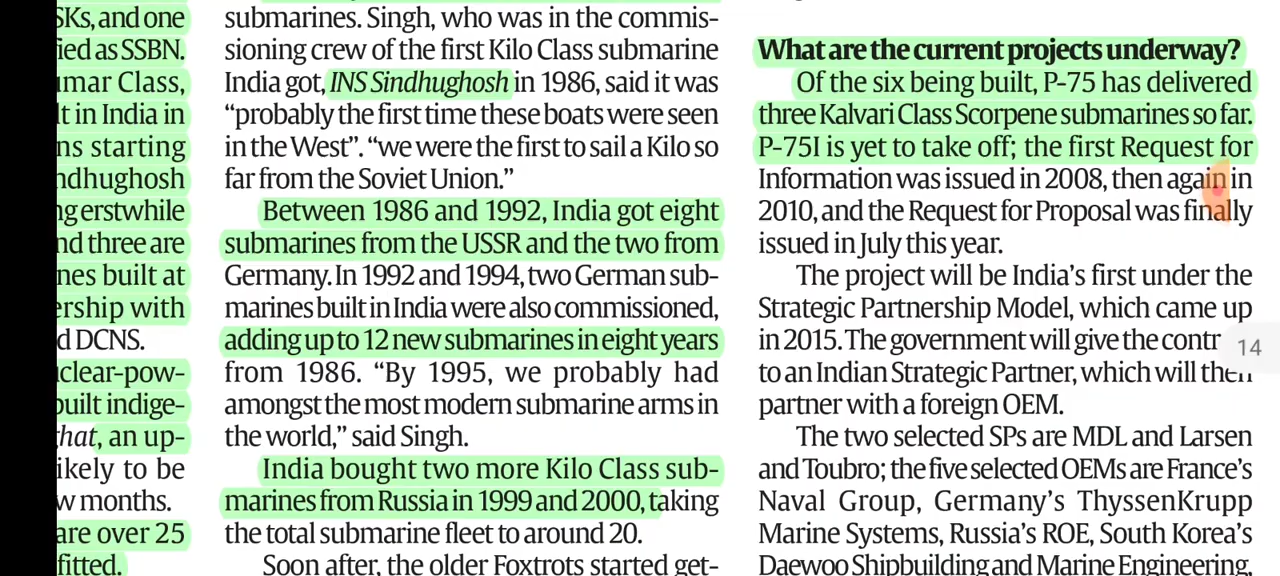 SKs, and one
fied as SSBN.
umar Class,
lt in India in
ns starting
ndhughosh
ng erstwhile
nd three are
nes built at
ership with
d DCNS.
clear-pow-
built indige-
hat, an up-
ikely to be
w months.
are over 25
fitted.
submarines. Singh, who was in the commis-
sioning crew of the first Kilo Class submarine
India got, INS Sindhughosh in 1986, said it was
“probably the first time these boats were seen
in the West”. “we were the first to sail a Kilo so
far from the Soviet Union.”
Between 1986 and 1992, India got eight
submarines from the USSR and the two from
Germany. In 1992 and 1994, two German sub-
marines built in India were also commissioned,
adding up to 12 new submarines in eight years
from 1986. “By 1995, we probably had
amongst the most modern submarine arms in
the world,” said Singh.
India bought two more Kilo Class sub-
marines from Russia in 1999 and 2000, taking
the total submarine fleet to around 20.
Soon after, the older Foxtrots started get-
What are the current projects underway?
Of the six being built, P-75 has delivered
three Kalvari Class Scorpene submarines so far.
P-75I is yet to take off; the first Request for
Information was issued in 2008, then again in
2010, and the Request for Proposal was finally
issued in July this year.
The project will be India’s first under the
Strategic Partnership Model, which came up
in 2015. The government will give the contr
to an Indian Strategic Partner, which will then
partner with a foreign OEM.
The two selected SPs are MDL and Larsen
and Toubro; the five selected OEMs are France’s
Naval Group, Germany’s ThyssenKrupp
Marine Systems, Russia’s ROE, South Korea’s
Daewoo Shipbuilding and Marine Engineering,
14